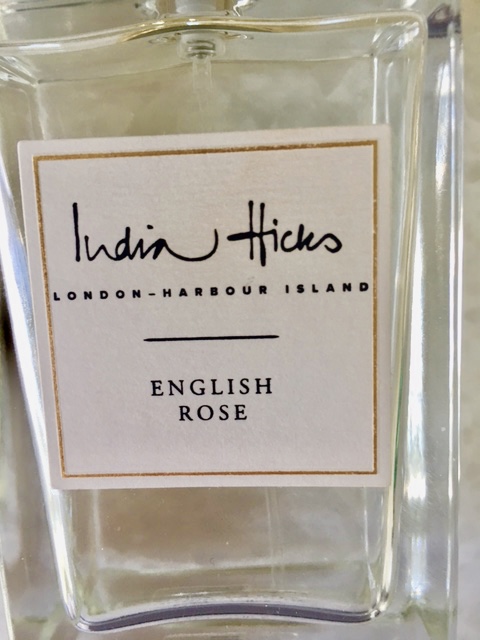 India Hicks
LONDON–HARBOUR ISLAND
ENGLISH
ROSE